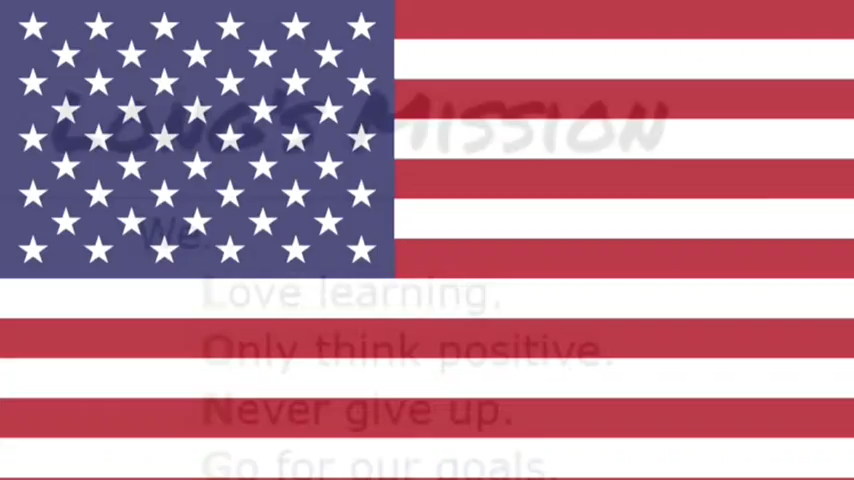 LONG'S MISSION
We:
Love learning.
Only think positive.
Never give up.
Go for our goals.